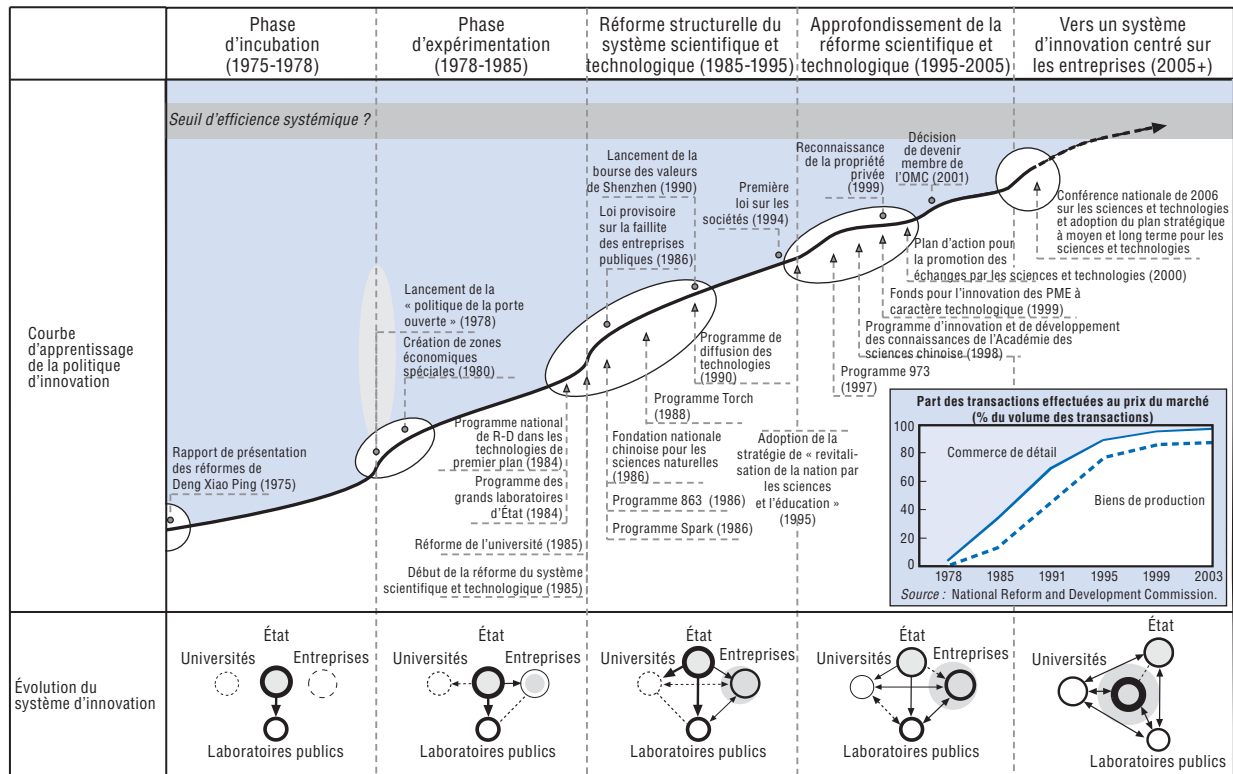 Phase
d'incubation
(1975-1978)
Phase
d'expérimentation
(1978-1985)
Réforme structurelle du
système scientifique et
technologique (1985-1995)
Approfondissement de la
réforme scientifique et
technologique (1995-2005)
Vers un système
d'innovation centré sur
les entreprises (2005+)
Courbe
d'apprentissage
de la politique
d'innovation
Seuil d'efficience systémique ?
Rapport de présentation
des réformes de
Deng Xiao Ping (1975)
Lancement de la
« politique de la porte
ouverte » (1978)
Création de zones
économiques
spéciales (1980)
Programme national
de R-D dans les
technologies de
premier plan (1984)
Programme des
grands laboratoires
d'État (1984)
Réforme de l'université (1985)
Début de la réforme du système
scientifique et technologique (1985)
Lancement de la
bourse des valeurs
de Shenzhen (1990)
Loi provisoire
sur la faillite
des entreprises
publiques (1986)
Première
loi sur les
sociétés (1994)
Programme de
diffusion des
technologies
(1990)
Programme Torch
(1988)
Fondation nationale
chinoise pour les
sciences naturelles
(1986)
Programme 863 (1986)
Programme Spark (1986)
Adoption de la
stratégie de « revitali-
sation de la nation par
les sciences
et l'éducation »
(1995)
Reconnaissance
de la propriété
privée
(1999)
Décision
de devenir
membre de
l'OMC (2001)
Plan d'action pour
la promotion des
échanges par les sciences et technologies (2000)
Fonds pour l'innovation des PME à
caractère technologique (1999)
Programme d'innovation et de développement
des connaissances de l'Académie des
sciences chinoise (1998)
Programme 973
(1997)
Conférence nationale de 2006
sur les sciences et technologies
et adoption du plan stratégique
à moyen et long terme pour les
sciences et technologies
Part des transactions effectuées au prix du marché
(% du volume des transactions)
100
80
60
40
20
0
Commerce de détail
Biens de production
1978 1985 1991 1995 1999 2003
Source : National Reform and Development Commission.
Évolution du
système d'innovation
État
Universités Entreprises
Laboratoires publics
État
Universités Entreprises
Laboratoires publics
État
Universités Entreprises
Laboratoires publics
État
Universités Entreprises
Laboratoires publics
État
Universités
Laboratoires publics